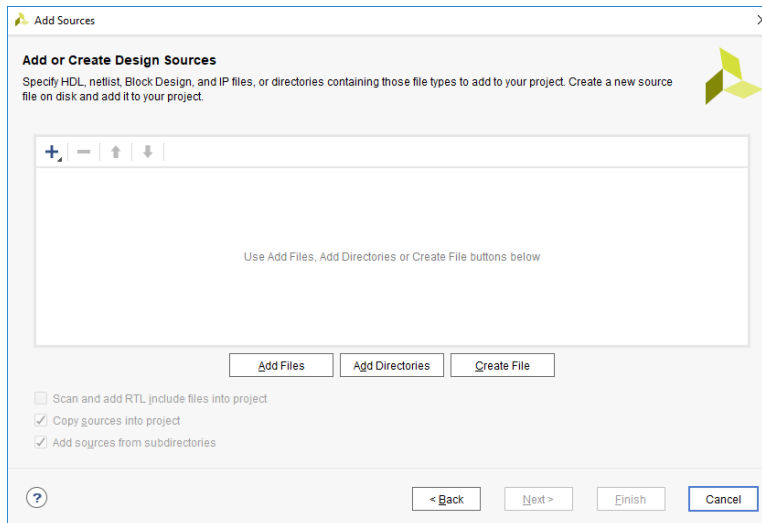 Add Sources
Add or Create Design Sources
Specify HDL, netlist, Block Design, and IP files, or directories containing those file types to add to your project. Create a new source
file on disk and add it to your project.
Use Add Files, Add Directories or Create File buttons below
Add Files
Add Directories
Create File
Scan and add RTL include files into project
Copy sources into project
Add sources from subdirectories
?
< Back
Next >
Finish
Cancel